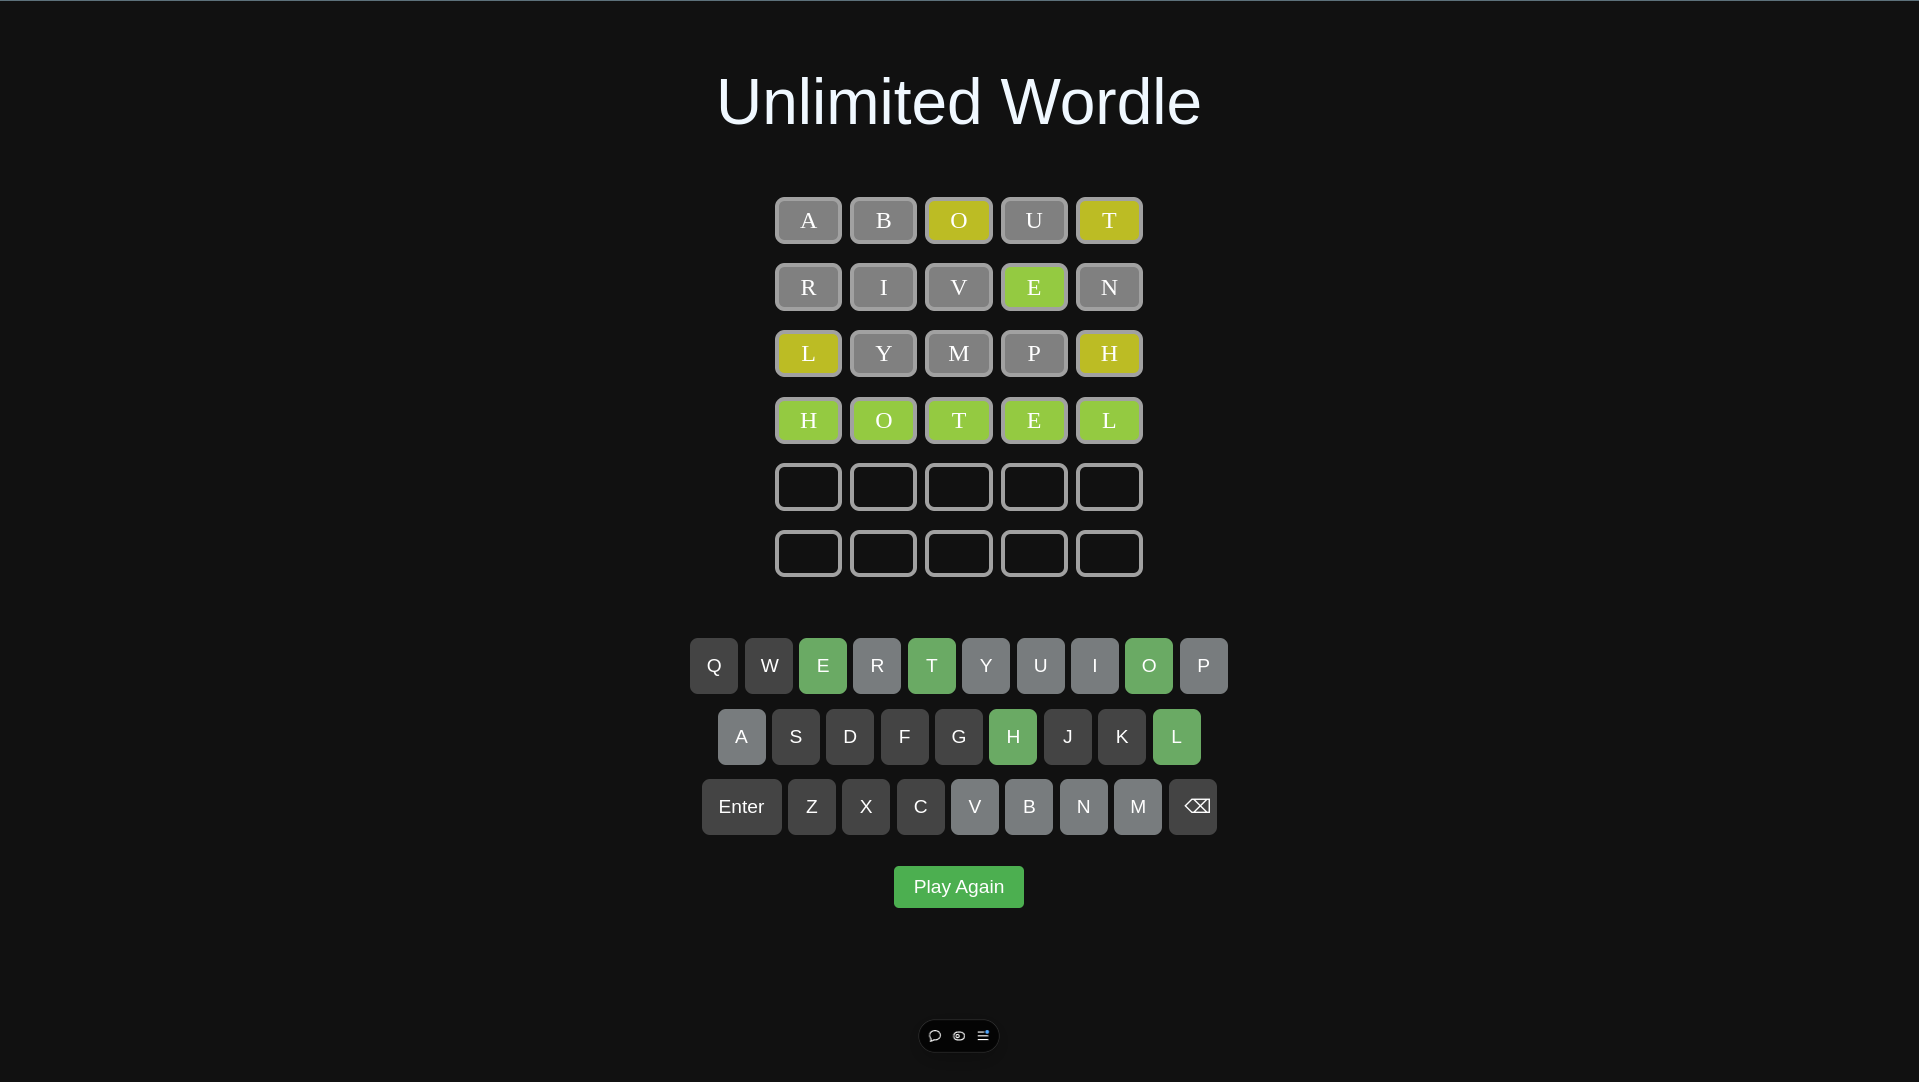 Unlimited Wordle
A B O U T
R I V E N
L Y M P H
H O T E L
Q W E R T Y U I O P
A S D F G H J K L
Enter Z X C V B N M ⌫
Play Again